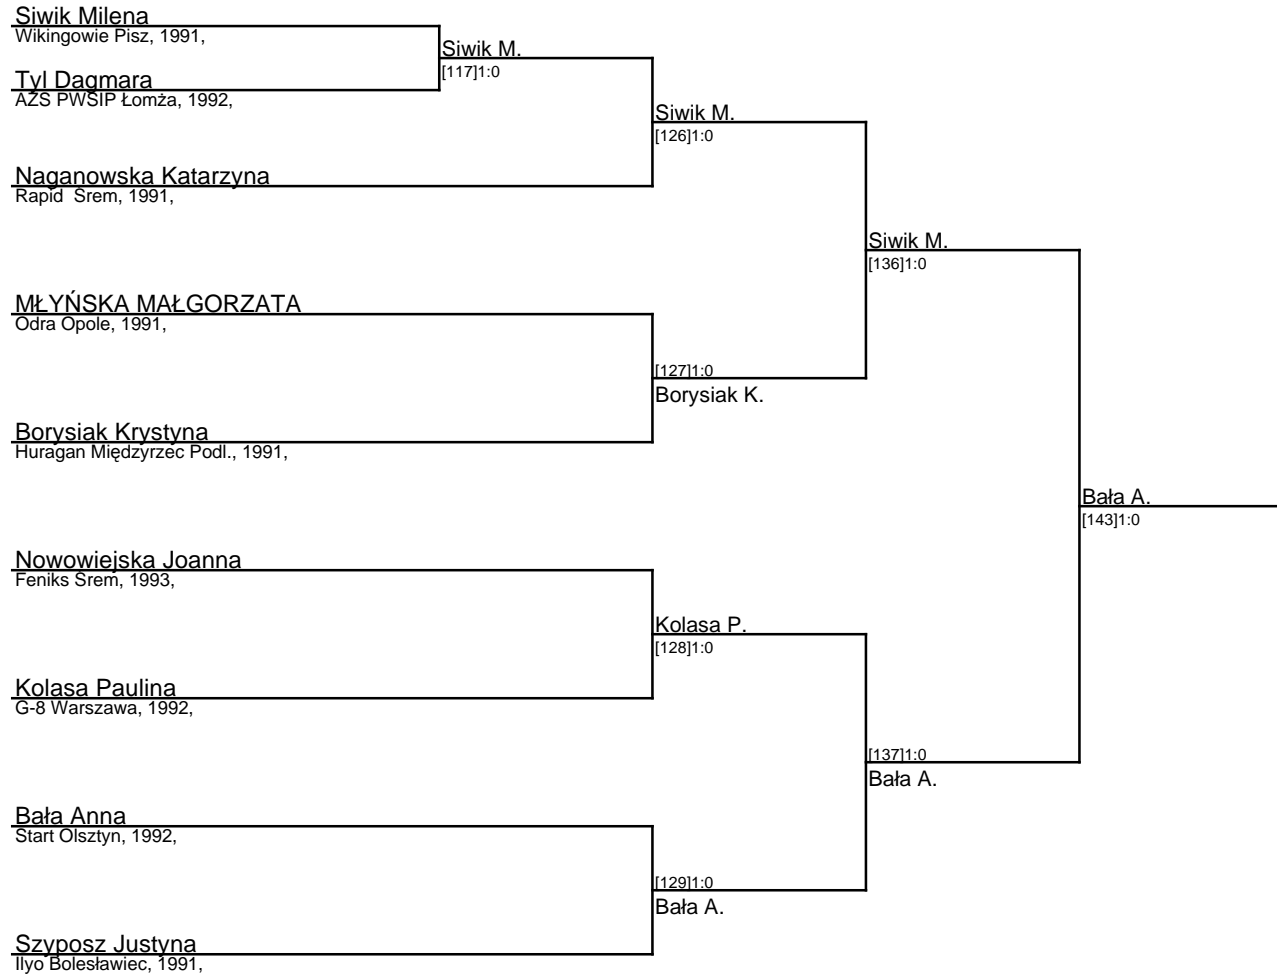 Siwik Milena
Wikingowie Pisz, 1991,
Siwik M.
[117]1:0
Tyl Dagmara
AZS PWSIP Łomża, 1992,
Siwik M.
[126]1:0
Naganowska Katarzyna
Rapid Śrem, 1991,
Siwik M.
[136]1:0
MŁYŃSKA MAŁGORZATA
Odra Opole, 1991,
[127]1:0
Borysiak K.
Borysiak Krystyna
Huragan Międzyrzec Podl., 1991,
Bała A.
[143]1:0
Nowowiejska Joanna
Feniks Śrem, 1993,
Kolasa P.
[128]1:0
Kolasa Paulina
G-8 Warszawa, 1992,
[137]1:0
Bała A.
Bała Anna
Start Olsztyn, 1992,
[129]1:0
Bała A.
Szyposz Justyna
Ilyo Bolesławiec, 1991,